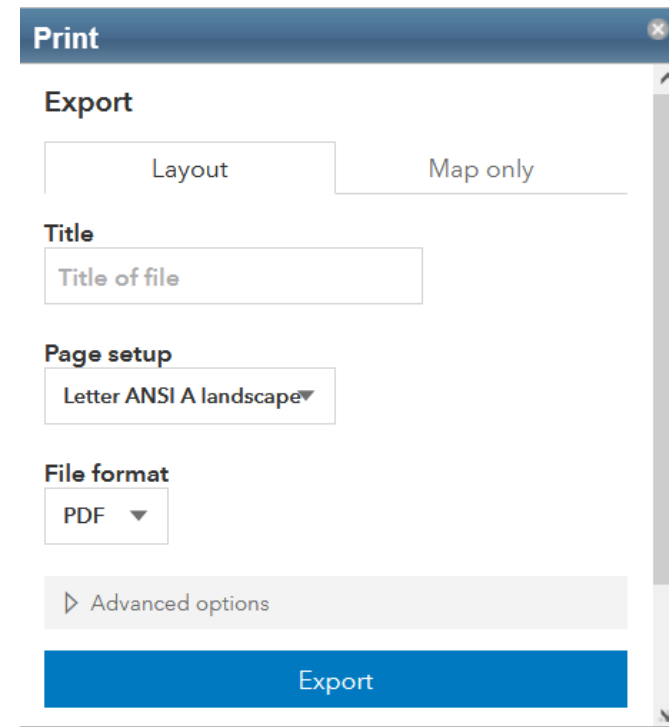 Print
Export
Layout
Map only
Title
Title of file
Page setup
Letter ANSI A landscape
File format
PDF
Advanced options
Export